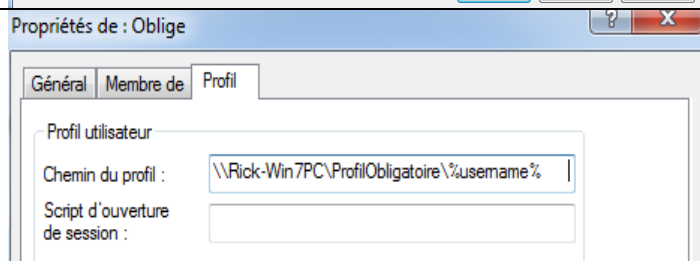 Propriétés de : Oblige
Général Membre de Profil
Profil utilisateur
Chemin du profil : \\Rick-Win7PC\ProfilObligatoire\%username%
Script d'ouverture
de session :